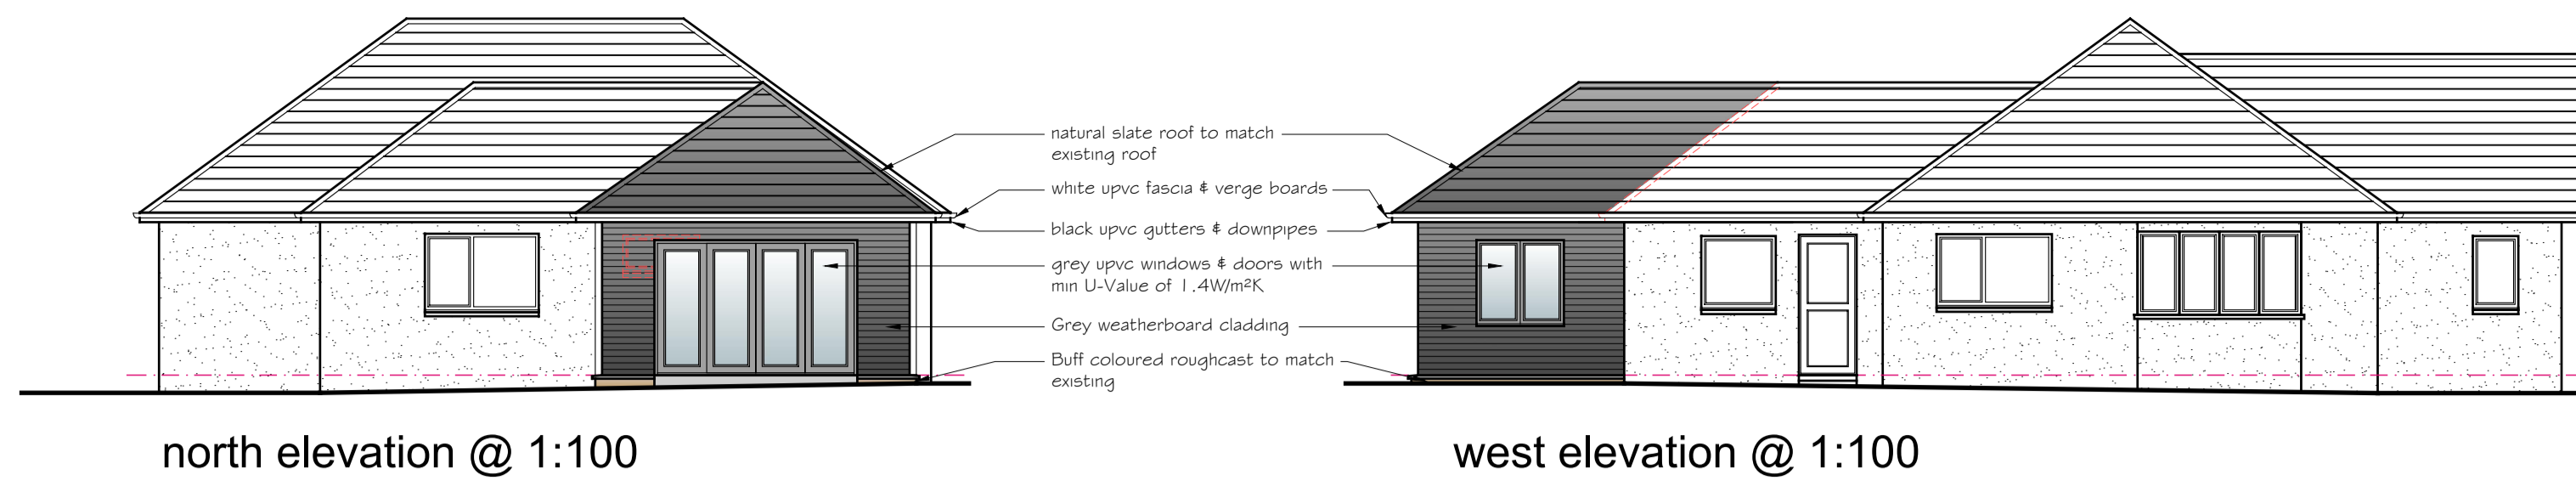 natural slate roof to match
existing roof
white upvc fascia & verge boards
black upvc gutters & downpipes
grey upvc windows & doors with
min U-Value of 1.4W/m²K
Grey weatherboard cladding
Buff coloured roughcast to match
existing
north elevation @ 1:100
west elevation @ 1:100